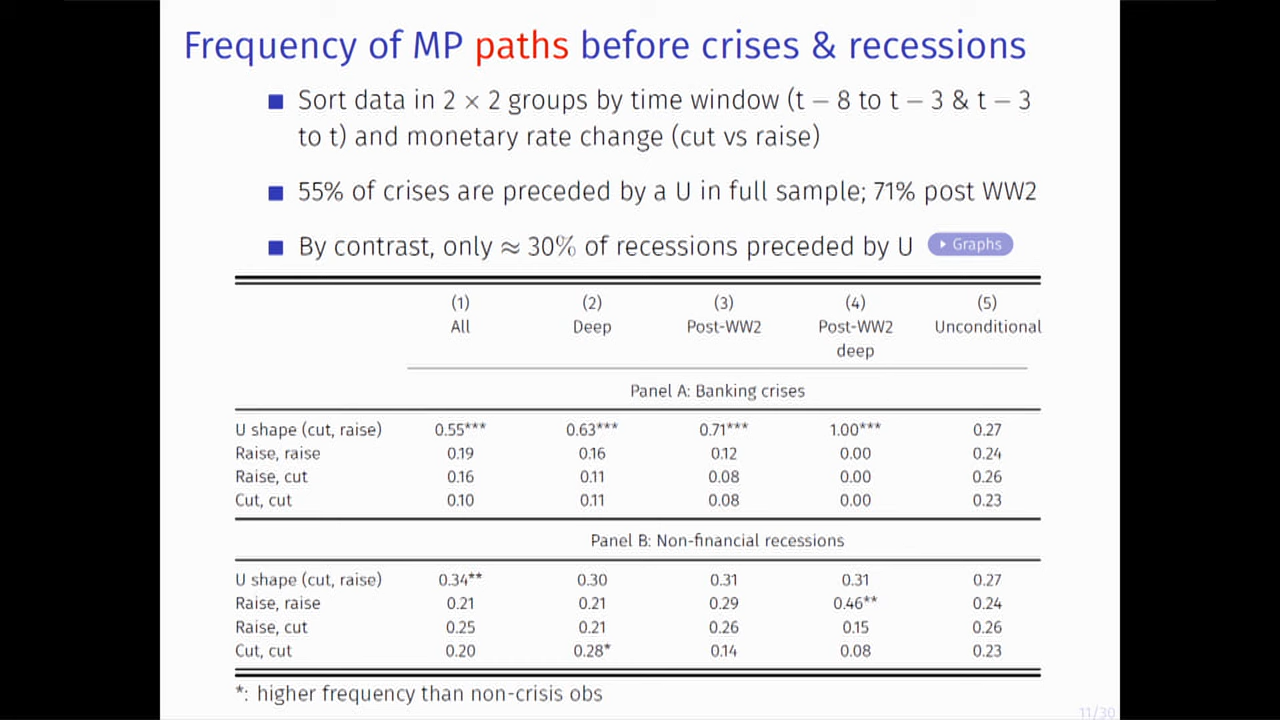 Frequency of MP paths before crises & recessions
Sort data in 2 × 2 groups by time window (t − 8 to t − 3 & t − 3
to t) and monetary rate change (cut vs raise)
55% of crises are preceded by a U in full sample; 71% post WW2
By contrast, only ≈ 30% of recessions preceded by U Graphs
(1) (2) (3) (4) (5)
All Deep Post-WW2 Post-WW2 Unconditional
deep
Panel A: Banking crises
U shape (cut, raise) 0.55*** 0.63*** 0.71*** 1.00*** 0.27
Raise, raise 0.19 0.16 0.12 0.00 0.24
Raise, cut 0.16 0.11 0.08 0.00 0.26
Cut, cut 0.10 0.11 0.08 0.00 0.23
Panel B: Non-financial recessions
U shape (cut, raise) 0.34** 0.30 0.31 0.31 0.27
Raise, raise 0.21 0.21 0.29 0.46** 0.24
Raise, cut 0.25 0.21 0.26 0.15 0.26
Cut, cut 0.20 0.28* 0.14 0.08 0.23
*: higher frequency than non-crisis obs
11/30